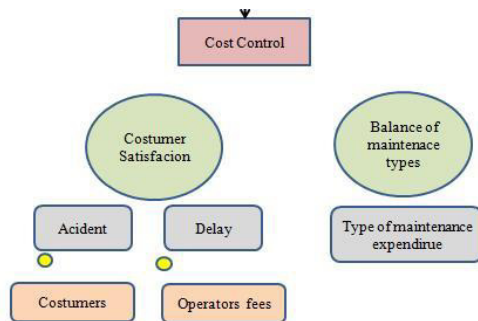 Cost Control
Costumer
Satisfacion
Balance of
maintenace
types
Acident
Delay
Type of maintenance
expendirue
Costumers
Operators fees